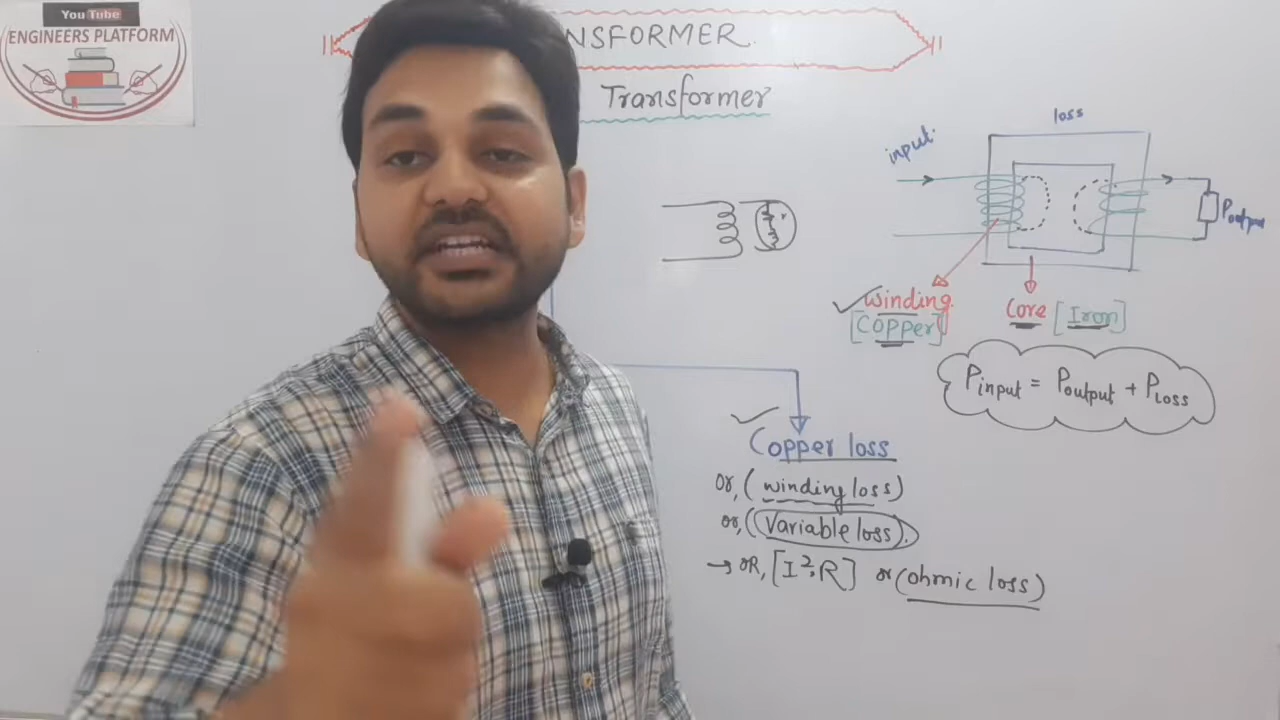 YouTube
ENGINEERS PLATFORM
NSFORMER.
Transformer
loss
input
Poutput
winding
[Copper]
Core [Iron]
Pinput = Poutput + PLoss
Copper loss
or, (winding loss)
or, (Variable loss).
→ OR, [I².R] or (ohmic loss)